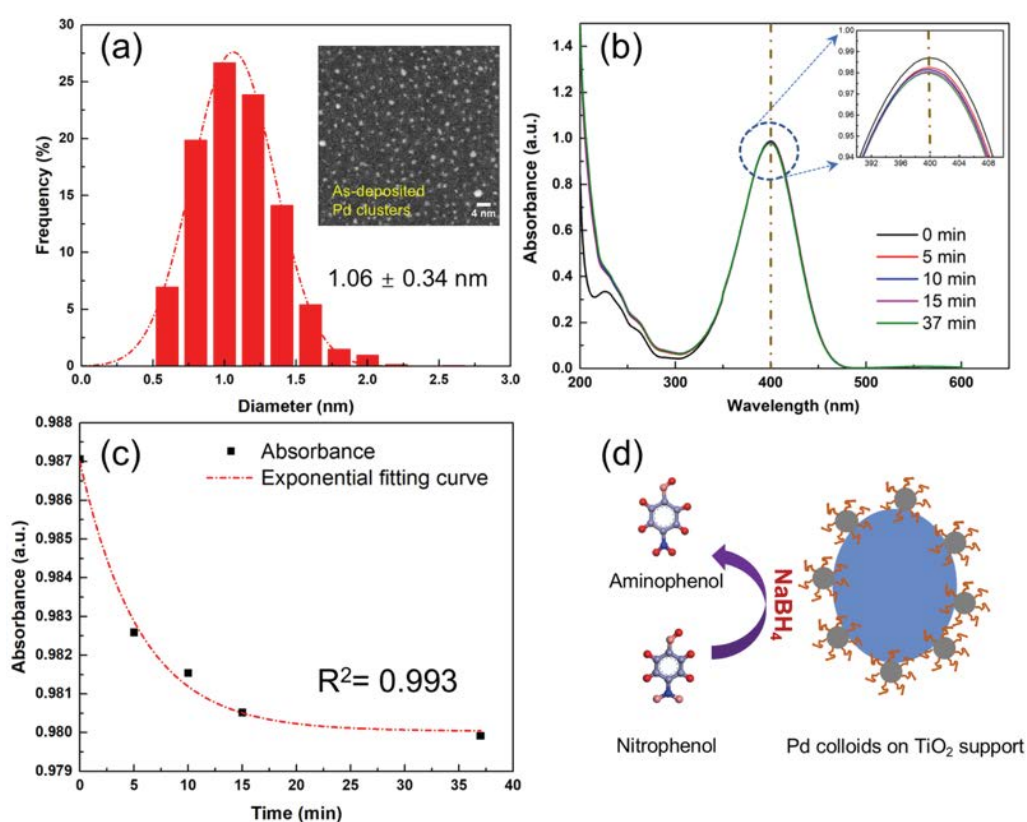 (a)
30
25
20
15
10
5
0
Frequency (%)
0.0 0.5 1.0 1.5 2.0 2.5 3.0
Diameter (nm)
As-deposited
Pd clusters
4 nm
1.06 ± 0.34 nm
(b)
1.4
1.2
1.0
0.8
0.6
0.4
0.2
0.0
Absorbance (a.u.)
200 300 400 500 600
Wavelength (nm)
1.00
0.99
0.98
0.97
0.96
0.95
0.94
392 396 400 404 408
0 min
5 min
10 min
15 min
37 min
(c)
0.988
0.987
0.986
0.985
0.984
0.983
0.982
0.981
0.980
0.979
Absorbance (a.u.)
Absorbance
Exponential fitting curve
R²= 0.993
0 5 10 15 20 25 30 35 40
Time (min)
(d)
Aminophenol
NaBH₄
Nitrophenol
Pd colloids on TiO₂ support